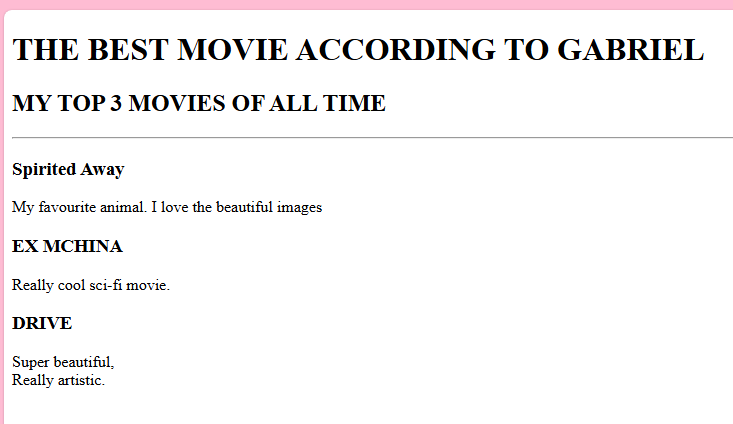 THE BEST MOVIE ACCORDING TO GABRIEL
MY TOP 3 MOVIES OF ALL TIME
Spirited Away
My favourite animal. I love the beautiful images
EX MCHINA
Really cool sci-fi movie.
DRIVE
Super beautiful,
Really artistic.